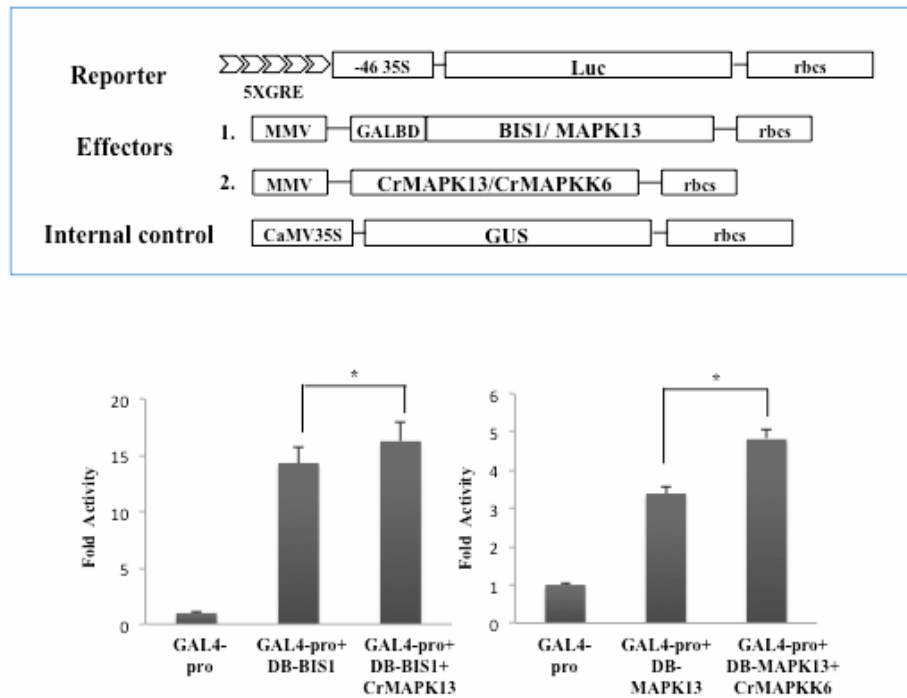 Reporter -46 35S Luc rbcs
5XGRE
Effectors
1. MMV GALBD BIS1/ MAPK13 rbcs
2. MMV CrMAPK13/CrMAPKK6 rbcs
Internal control CaMV35S GUS rbcs
*
Fold Activity
20
15
10
5
0
GAL4-
pro
GAL4-pro+
DB-BIS1
GAL4-pro+
DB-BIS1+
CrMAPK13
*
Fold Activity
6
5
4
3
2
1
0
GAL4-
pro
GAL4-pro+
DB-
MAPK13
GAL4-pro+
DB-MAPK13+
CrMAPKK6